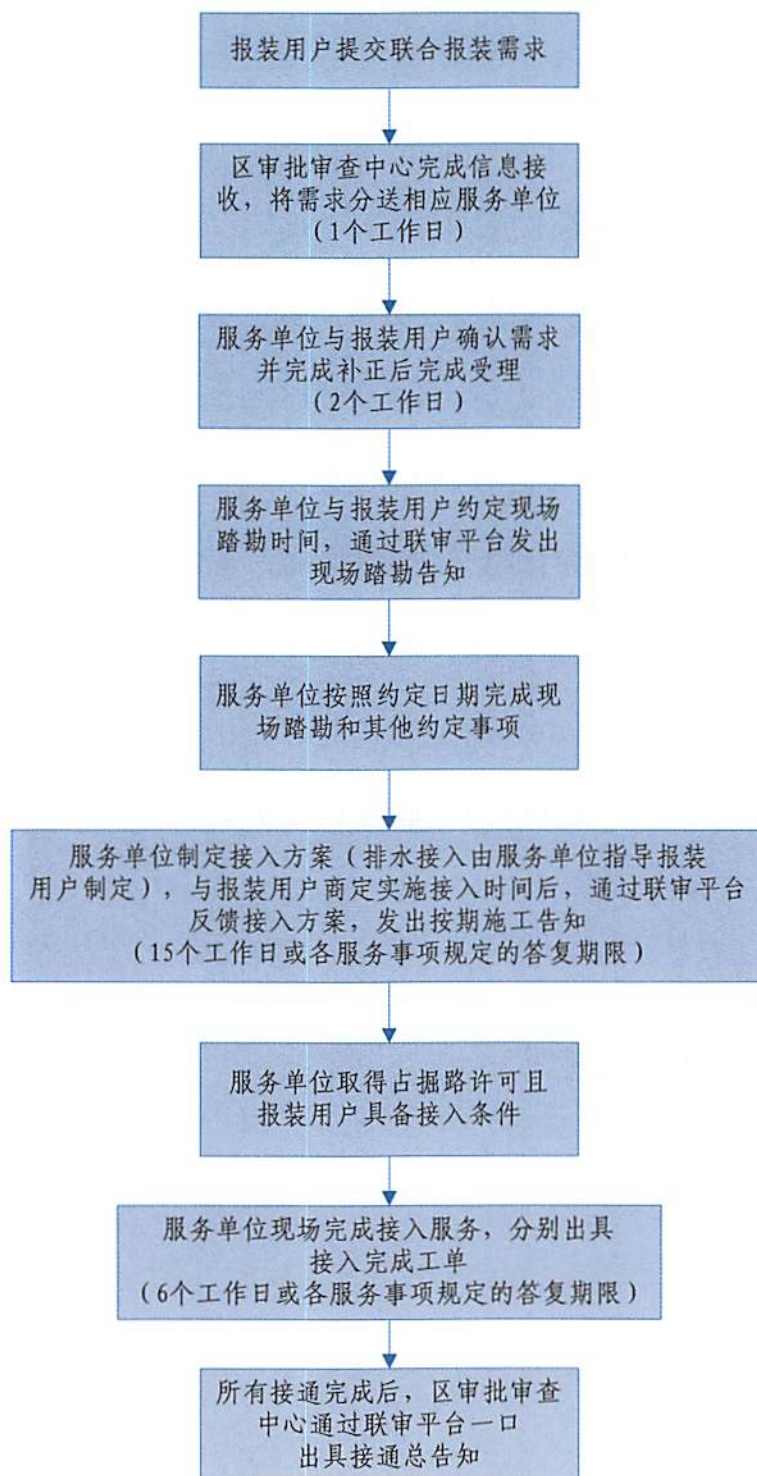 报装用户提交联合报装需求
区审批审查中心完成信息接
收，将需求分送相应服务单位
（1个工作日）
服务单位与报装用户确认需求
并完成补正后完成受理
（2个工作日）
服务单位与报装用户约定现场
踏勘时间，通过联审平台发出
现场踏勘告知
服务单位按照约定日期完成现
场踏勘和其他约定事项
服务单位制定接入方案（排水接入由服务单位指导报装
用户制定），与报装用户商定实施接入时间后，通过联审平台
反馈接入方案，发出按期施工告知
（15个工作日或各服务事项规定的答复期限）
服务单位取得占掘路许可且
报装用户具备接入条件
服务单位现场完成接入服务，分别出具
接入完成工单
（6个工作日或各服务事项规定的答复期限）
所有接通完成后，区审批审查
中心通过联审平台一口
出具接通总告知